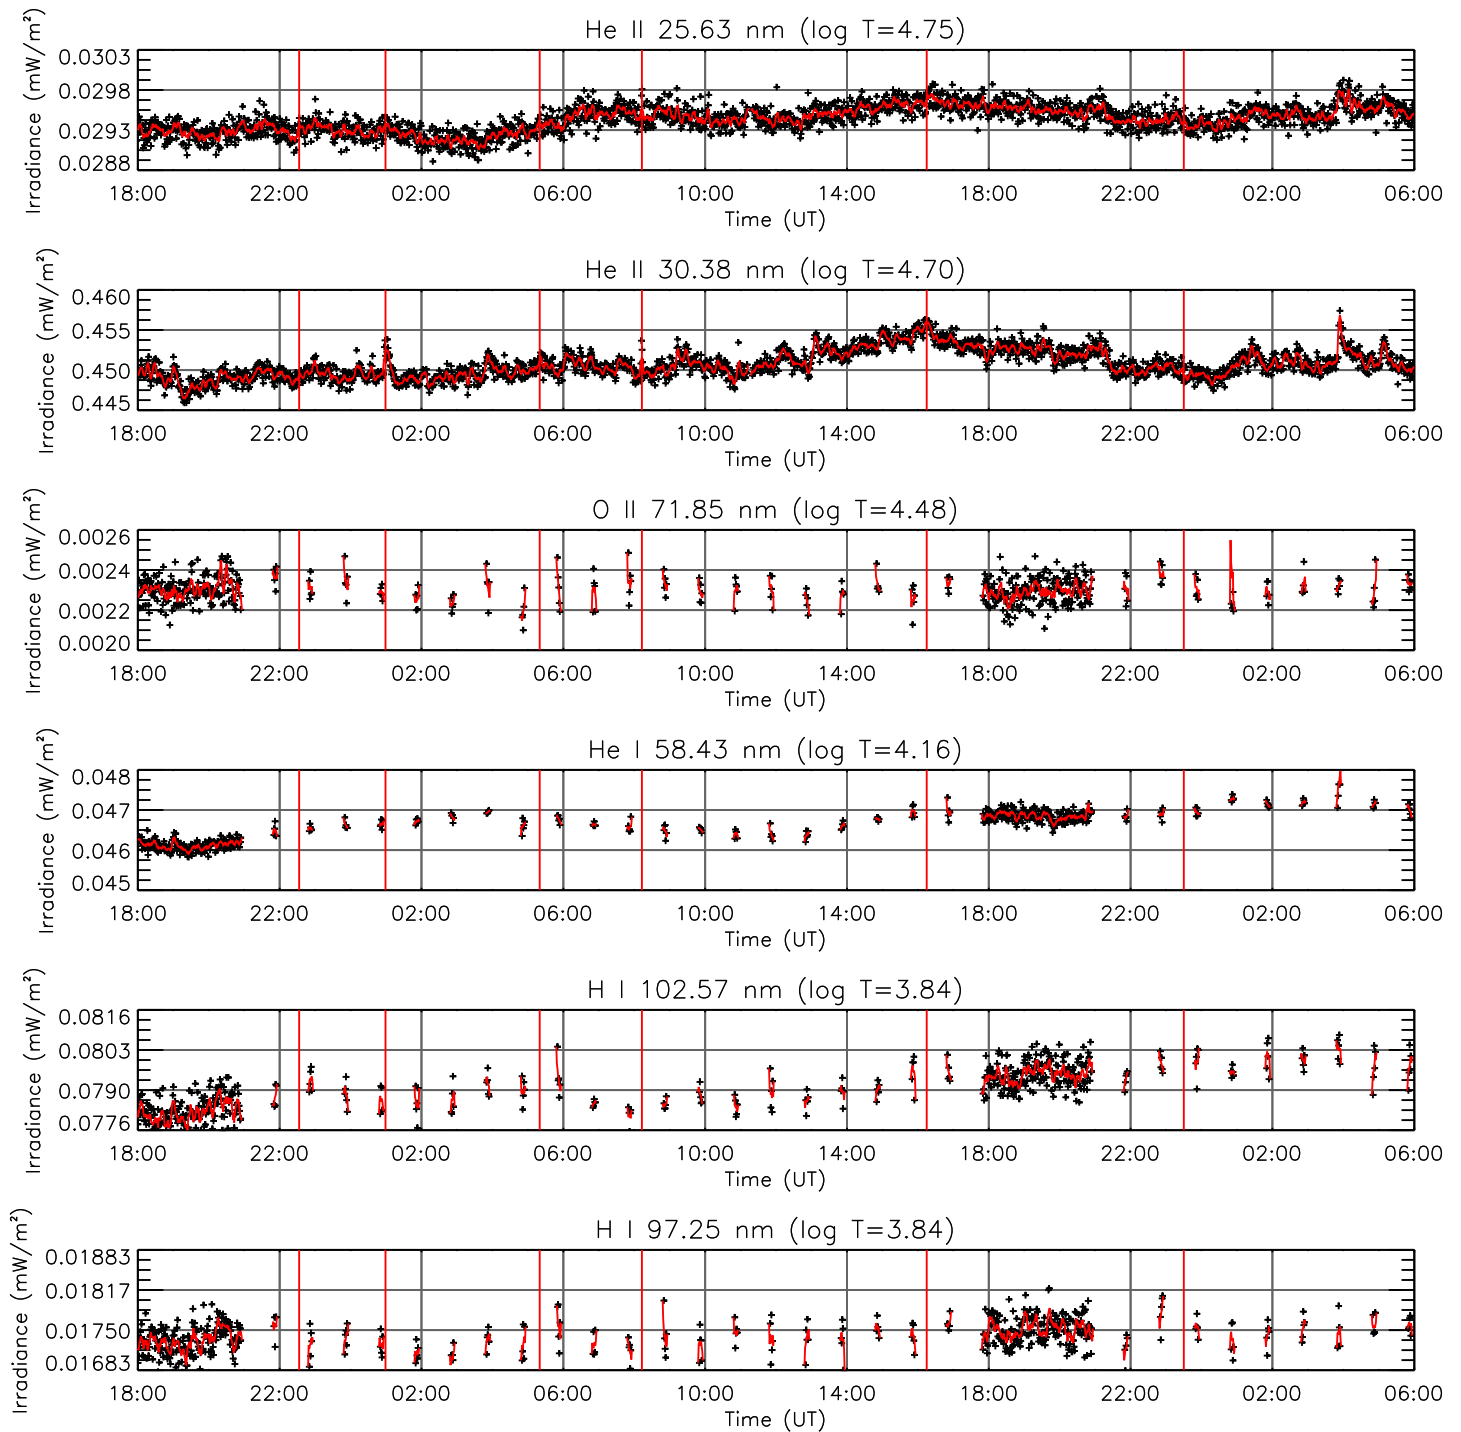 He II 25.63 nm (log T=4.75)
Irradiance (mW/m²)
0.0303
0.0298
0.0293
0.0288
18:00 22:00 02:00 06:00 10:00 14:00 18:00 22:00 02:00 06:00
Time (UT)
He II 30.38 nm (log T=4.70)
Irradiance (mW/m²)
0.460
0.455
0.450
0.445
18:00 22:00 02:00 06:00 10:00 14:00 18:00 22:00 02:00 06:00
Time (UT)
O II 71.85 nm (log T=4.48)
Irradiance (mW/m²)
0.0026
0.0024
0.0022
0.0020
18:00 22:00 02:00 06:00 10:00 14:00 18:00 22:00 02:00 06:00
Time (UT)
He I 58.43 nm (log T=4.16)
Irradiance (mW/m²)
0.048
0.047
0.046
0.045
18:00 22:00 02:00 06:00 10:00 14:00 18:00 22:00 02:00 06:00
Time (UT)
H I 102.57 nm (log T=3.84)
Irradiance (mW/m²)
0.0816
0.0803
0.0790
0.0776
18:00 22:00 02:00 06:00 10:00 14:00 18:00 22:00 02:00 06:00
Time (UT)
H I 97.25 nm (log T=3.84)
Irradiance (mW/m²)
0.01883
0.01817
0.01750
0.01683
18:00 22:00 02:00 06:00 10:00 14:00 18:00 22:00 02:00 06:00
Time (UT)